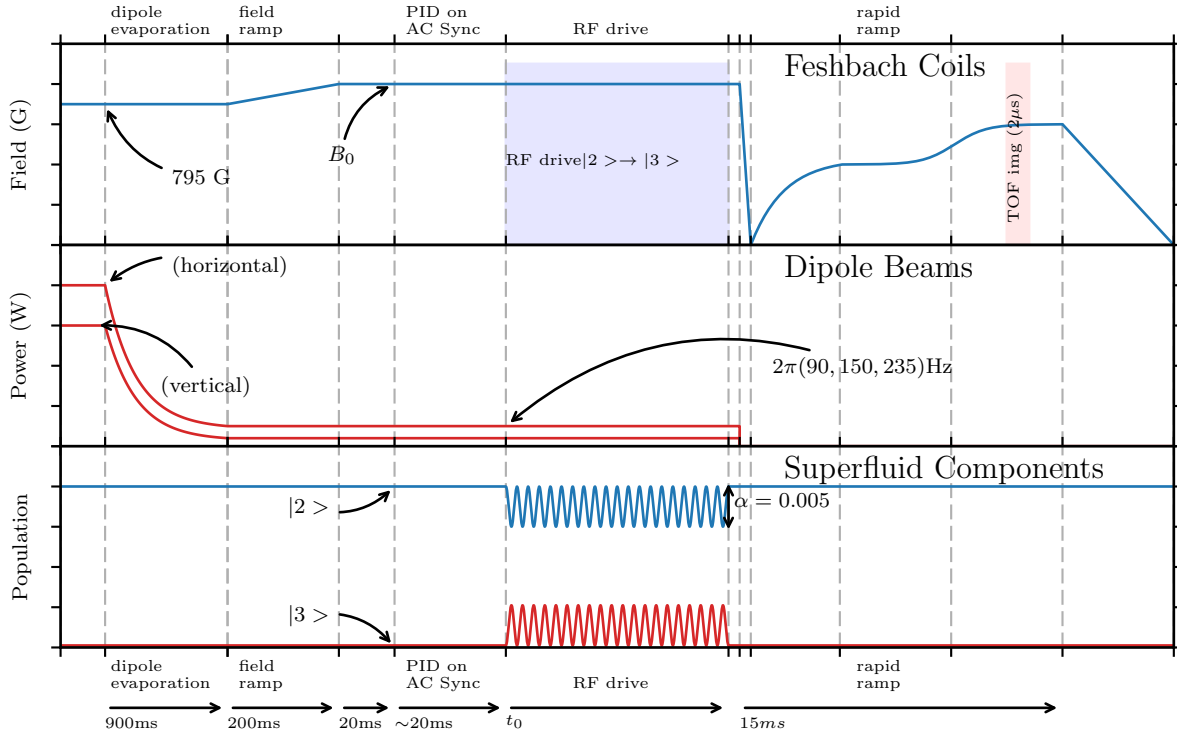 dipole
evaporation
field
ramp
PID on
AC Sync
RF drive
rapid
ramp
Feshbach Coils
Field (G)
795 G
B₀
RF drive|2 >→ |3 >
TOF img (2μs)
Dipole Beams
Power (W)
(horizontal)
(vertical)
2π(90, 150, 235)Hz
Superfluid Components
Population
|2 >
α = 0.005
|3 >
dipole
evaporation
field
ramp
PID on
AC Sync
RF drive
rapid
ramp
900ms
200ms
20ms
~20ms
t₀
15ms